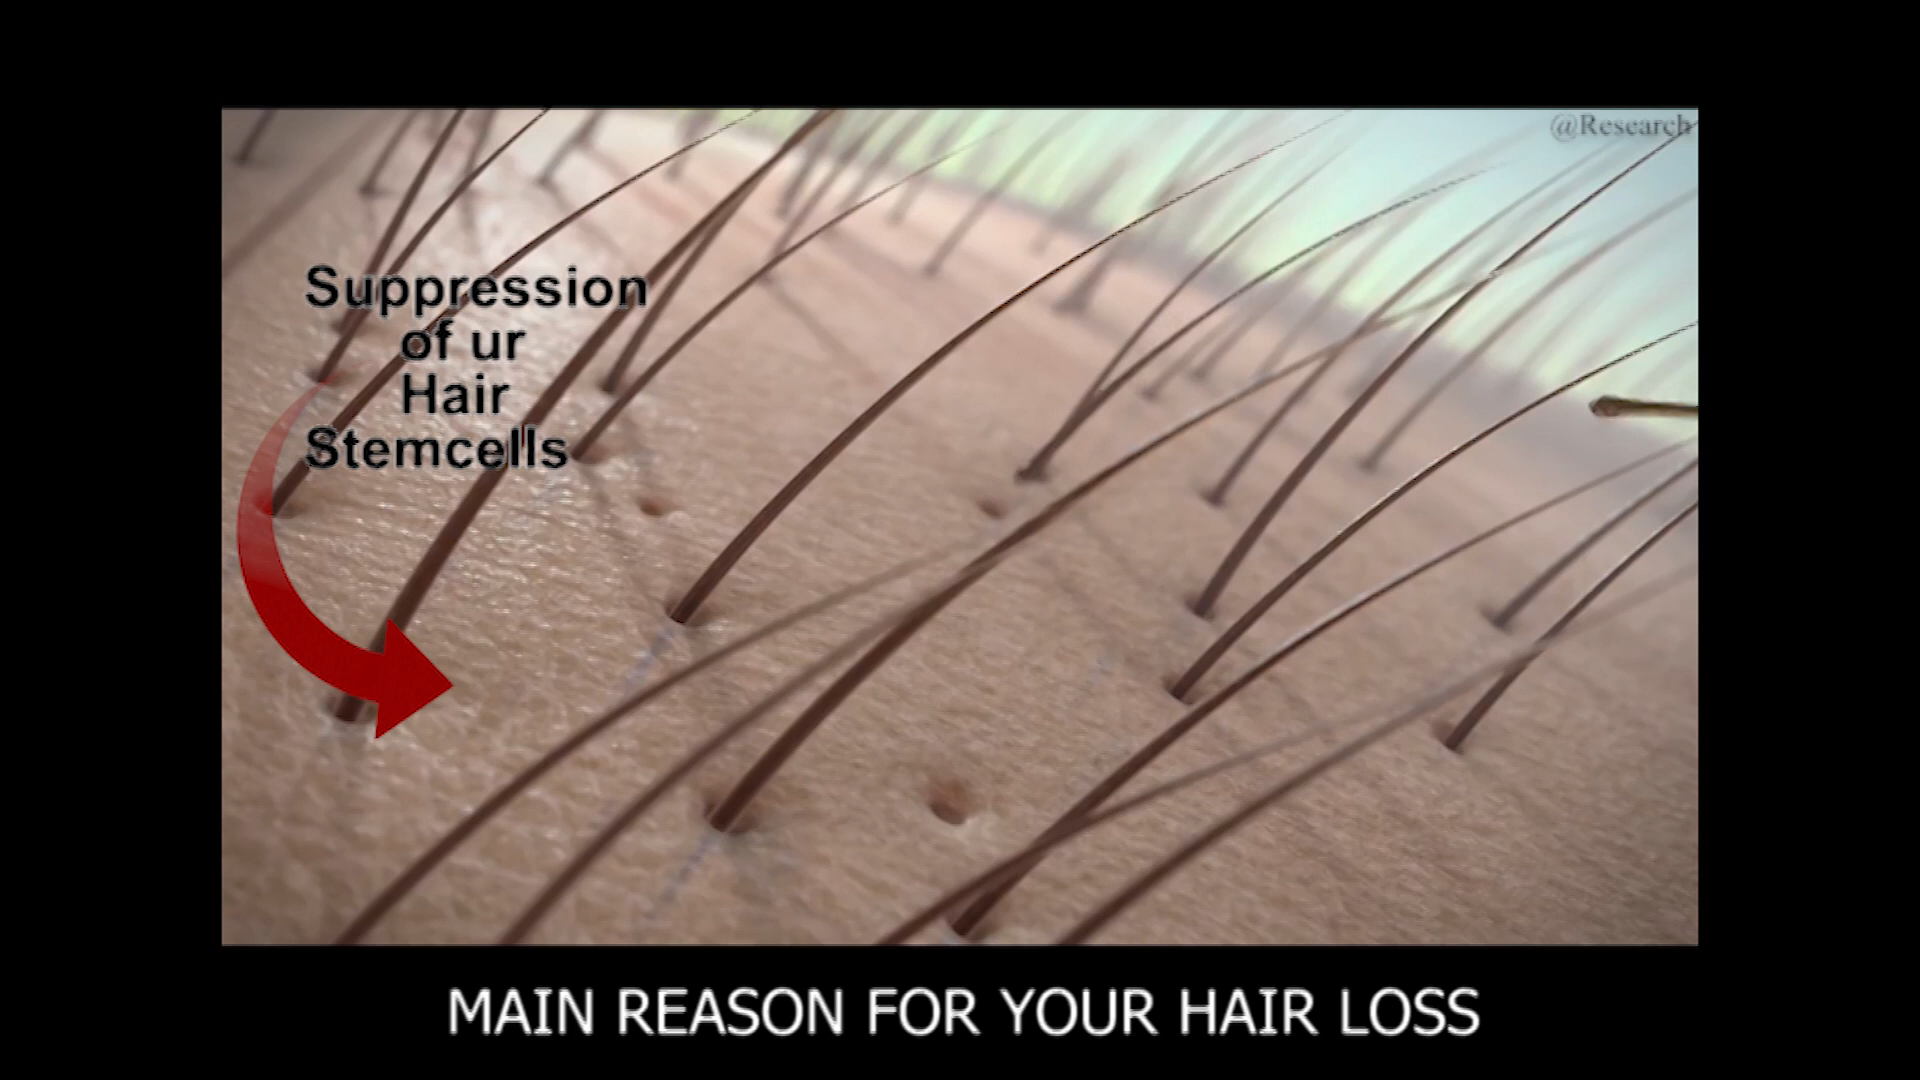 @Research
Suppression
of ur
Hair
Stemcells
MAIN REASON FOR YOUR HAIR LOSS